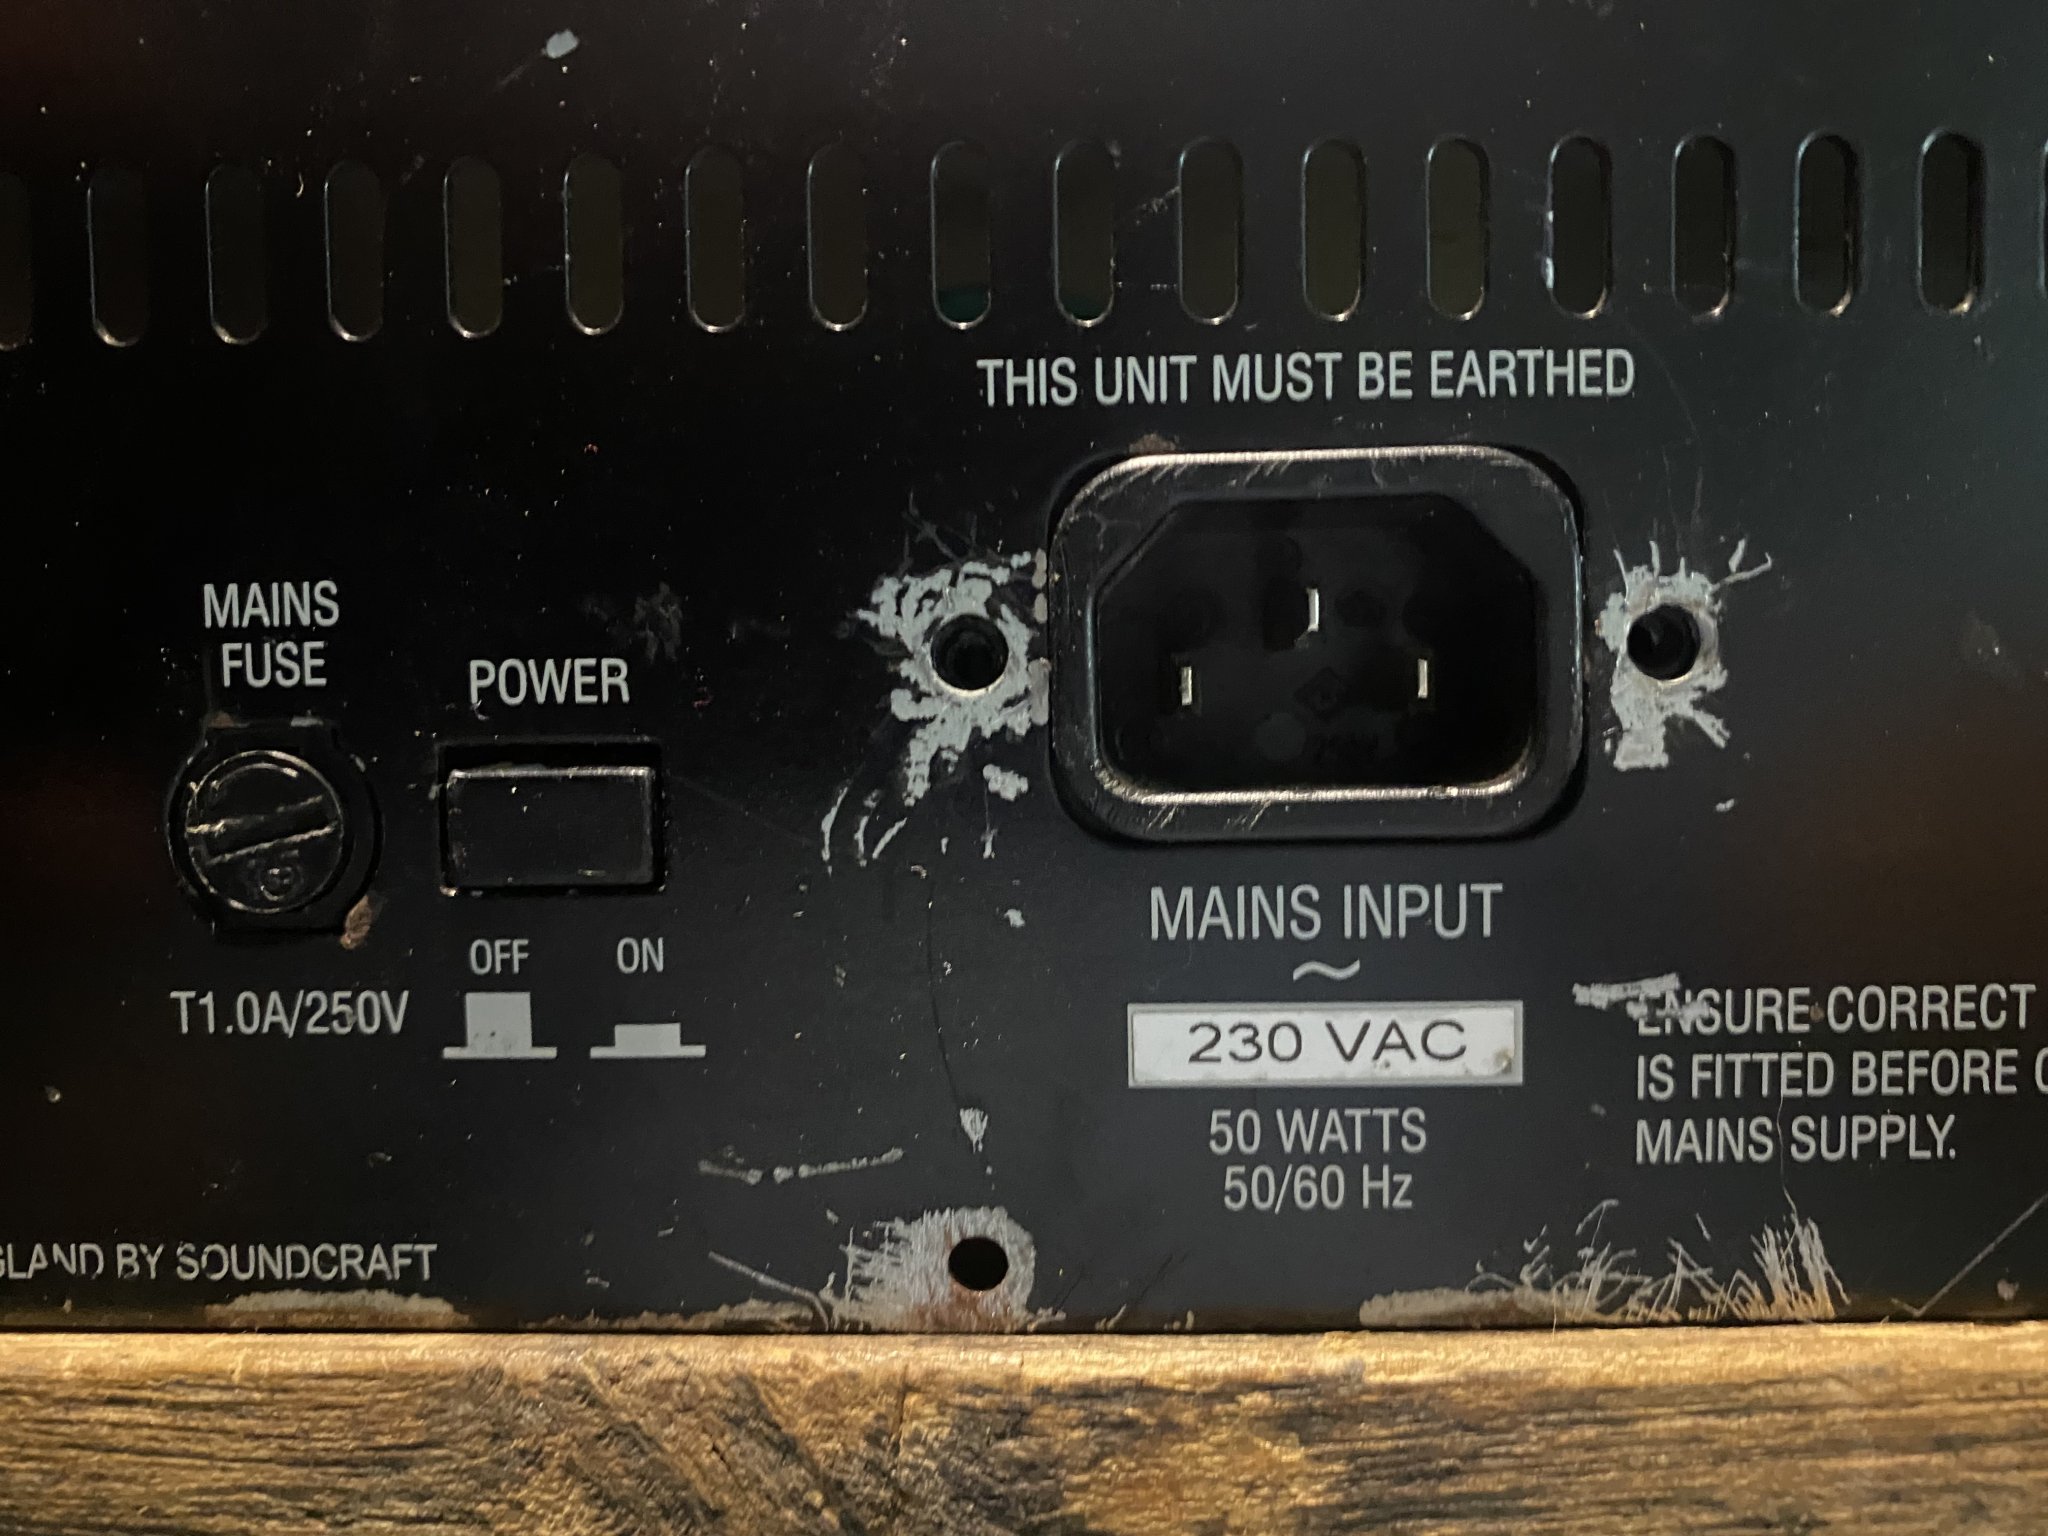 THIS UNIT MUST BE EARTHED
MAINS
FUSE
POWER
OFF ON
T1.0A/250V
MAINS INPUT
~
230 VAC
50 WATTS
50/60 Hz
ENSURE CORRECT
IS FITTED BEFORE
MAINS SUPPLY.
GLAND BY SOUNDCRAFT